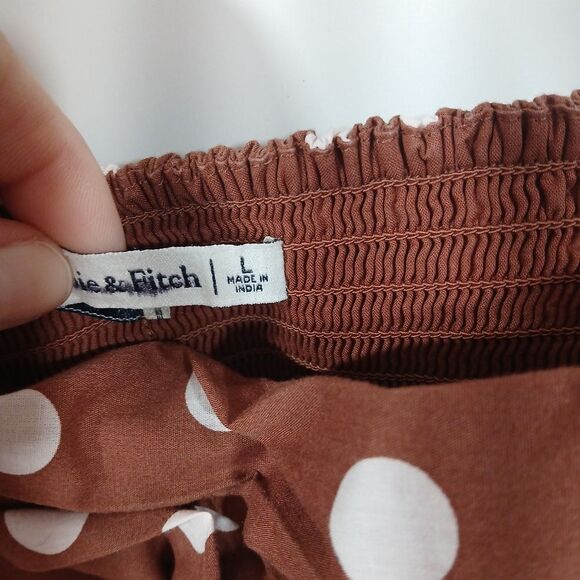 ie & Fitch
L
MADE IN
INDIA